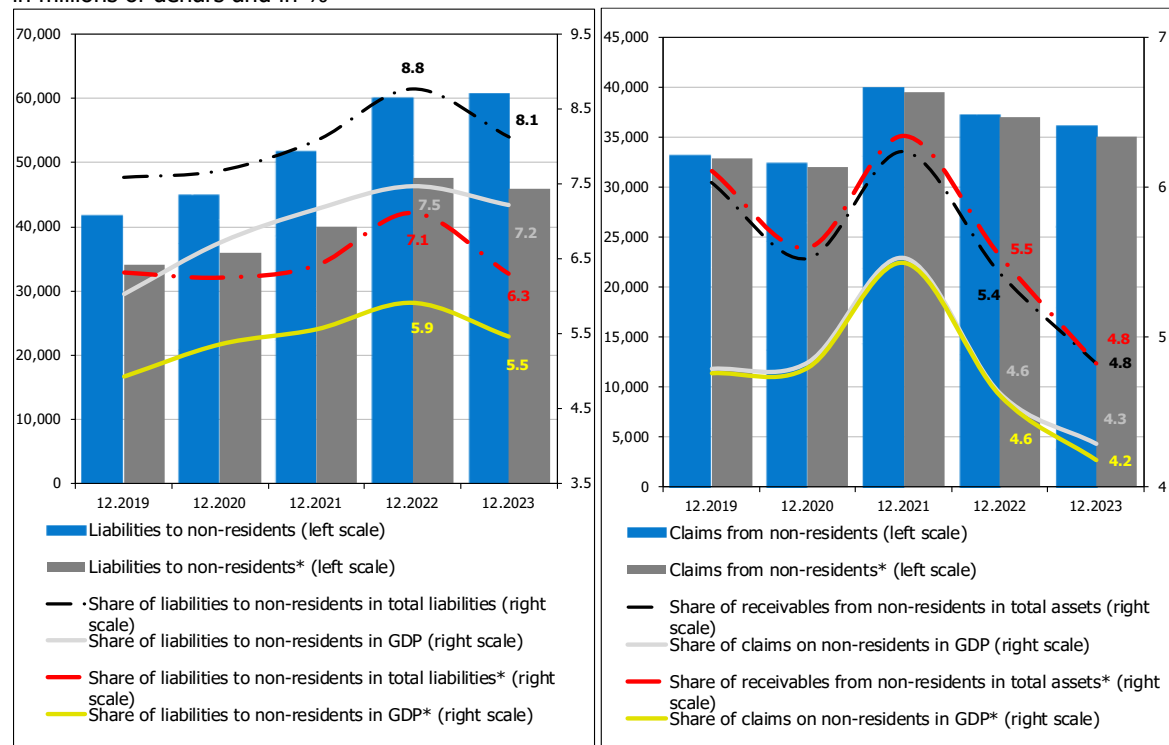 in millions of denars and in %
70,000
60,000
50,000
40,000
30,000
20,000
10,000
0
9.5
8.5
7.5
6.5
5.5
4.5
3.5
8.8
8.1
7.5
7.2
7.1
6.3
5.9
5.5
12.2019 12.2020 12.2021 12.2022 12.2023
Liabilities to non-residents (left scale)
Liabilities to non-residents* (left scale)
Share of liabilities to non-residents in total liabilities (right
scale)
Share of liabilities to non-residents in GDP (right scale)
Share of liabilities to non-residents in total liabilities* (right
scale)
Share of liabilities to non-residents in GDP* (right scale)
45,000
40,000
35,000
30,000
25,000
20,000
15,000
10,000
5,000
0
7
6
5
4
5.5
5.4
4.8
4.8
4.6
4.6
4.3
4.2
12.2019 12.2020 12.2021 12.2022 12.2023
Claims from non-residents (left scale)
Claims from non-residents* (left scale)
Share of receivables from non-residents in total assets (right
scale)
Share of claims on non-residents in GDP (right scale)
Share of receivables from non-residents in total assets* (right
scale)
Share of claims on non-residents in GDP* (right scale)